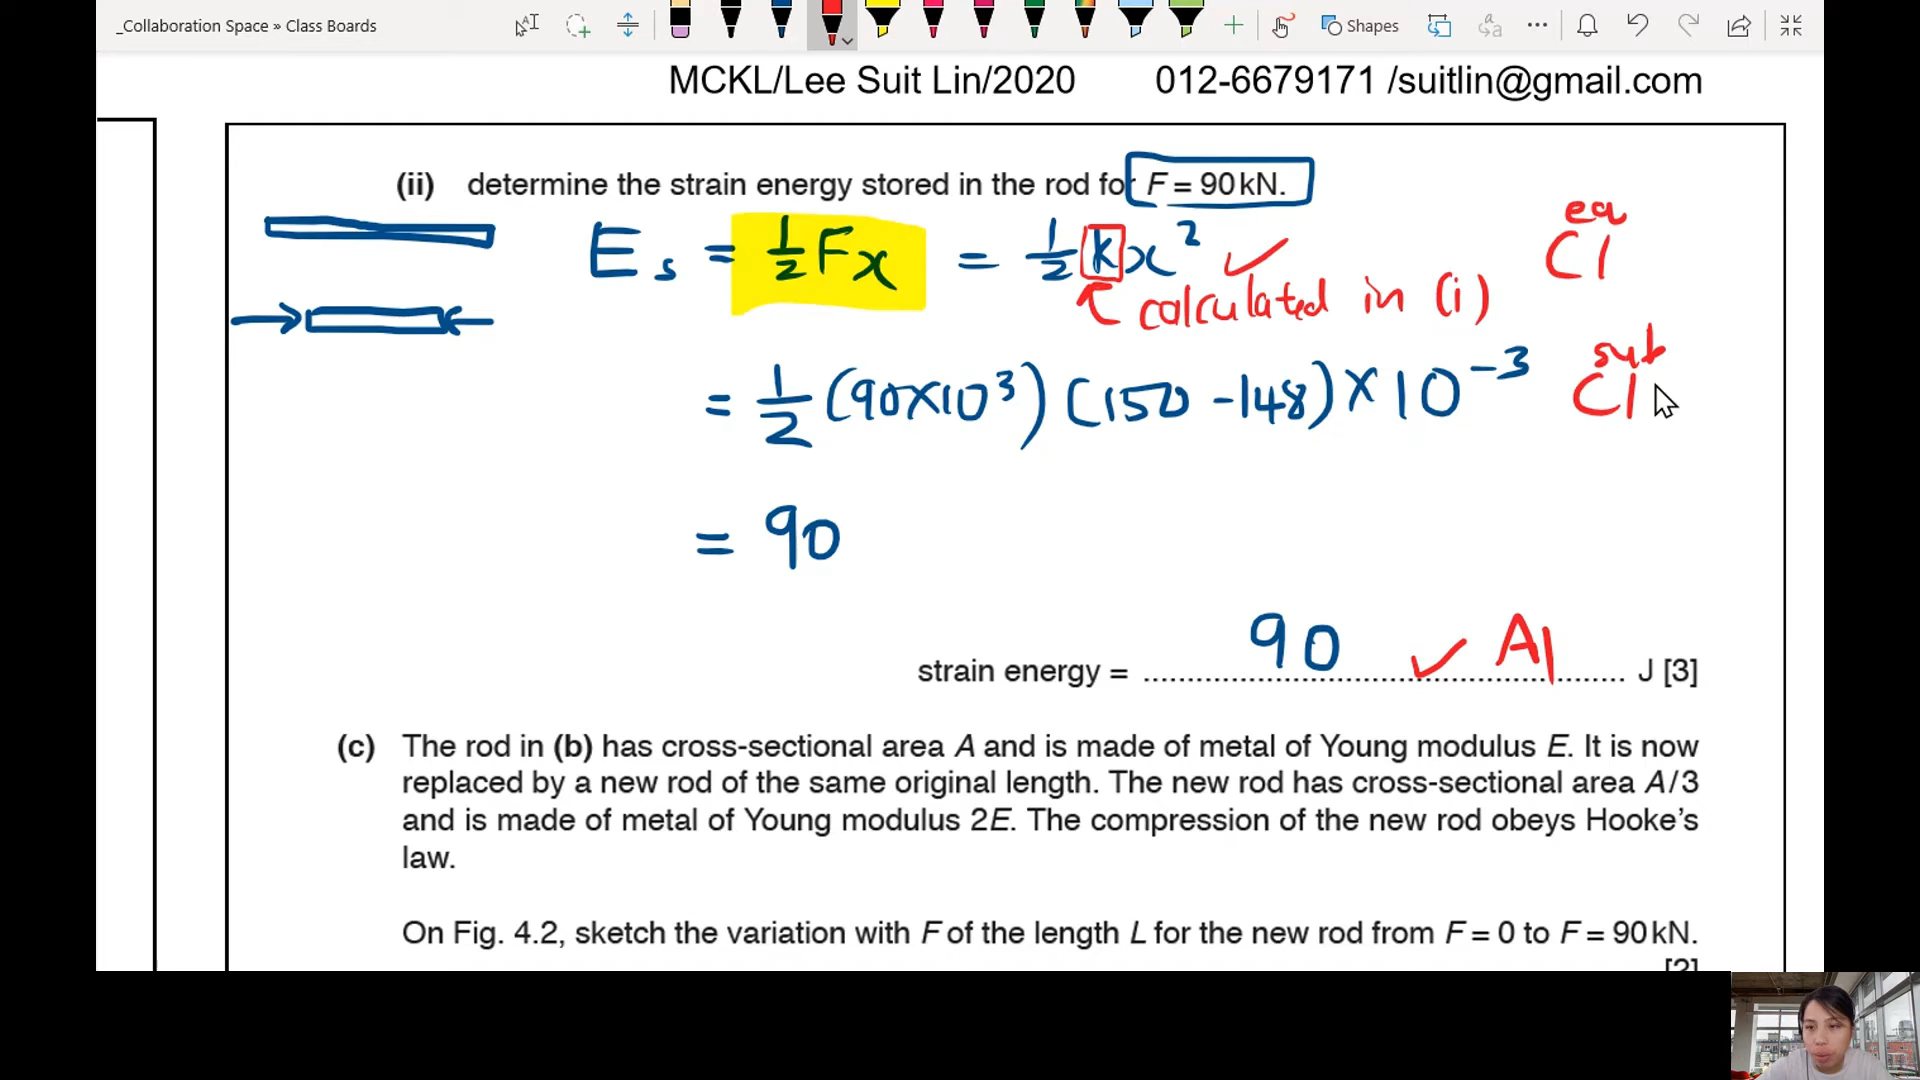 _Collaboration Space » Class Boards
Shapes
MCKL/Lee Suit Lin/2020 012-6679171 /suitlin@gmail.com
(ii) determine the strain energy stored in the rod for F = 90 kN.
E_s = ½Fx = ½kx² ✓
eq
C1
calculated in (i)
= ½ (90×10³) (150 - 148) × 10⁻³
sub
C1
= 90
90 ✓ A1
strain energy = .................................................... J [3]
(c) The rod in (b) has cross-sectional area A and is made of metal of Young modulus E. It is now
replaced by a new rod of the same original length. The new rod has cross-sectional area A/3
and is made of metal of Young modulus 2E. The compression of the new rod obeys Hooke's
law.
On Fig. 4.2, sketch the variation with F of the length L for the new rod from F = 0 to F = 90 kN.
[2]